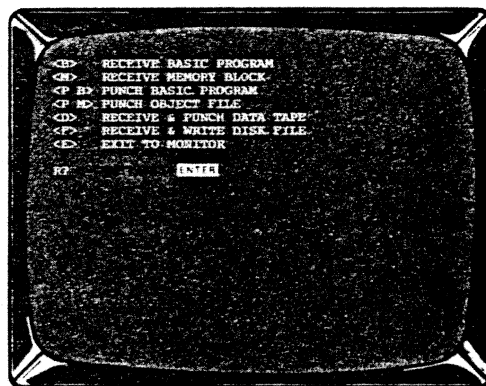 <B> RECEIVE BASIC PROGRAM
<M> RECEIVE MEMORY BLOCK
<P B> PUNCH BASIC PROGRAM
<P M> PUNCH OBJECT FILE
<D> RECEIVE & PUNCH DATA TAPE
<F> RECEIVE & WRITE DISK FILE
<E> EXIT TO MONITOR
R? ENTER